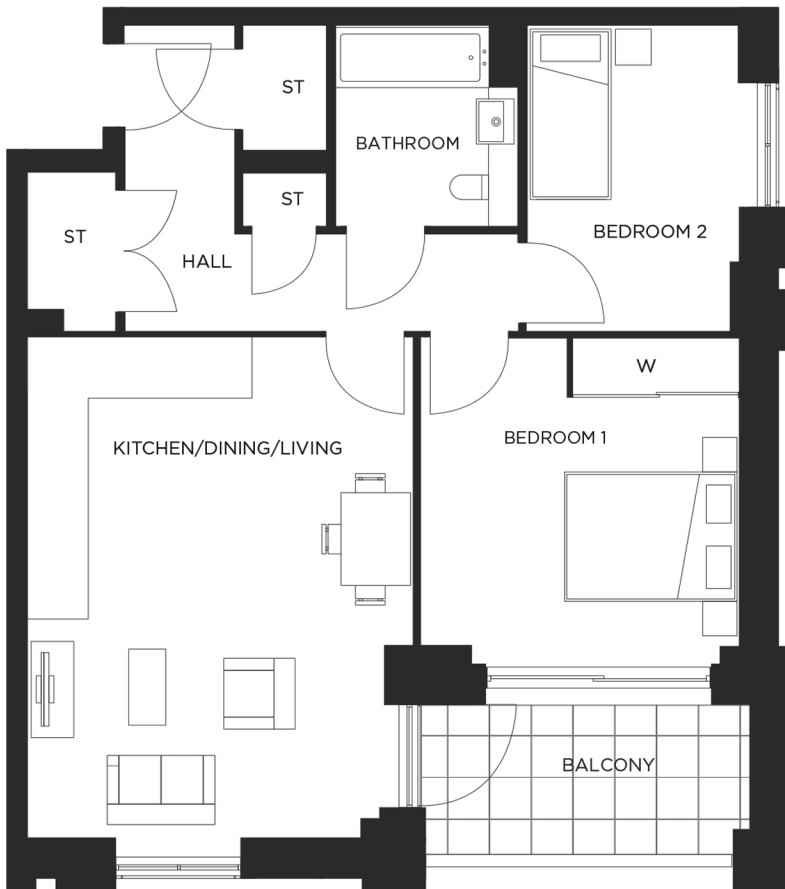 ST
BATHROOM
ST
ST
BEDROOM 2
HALL
W
BEDROOM 1
KITCHEN/DINING/LIVING
BALCONY